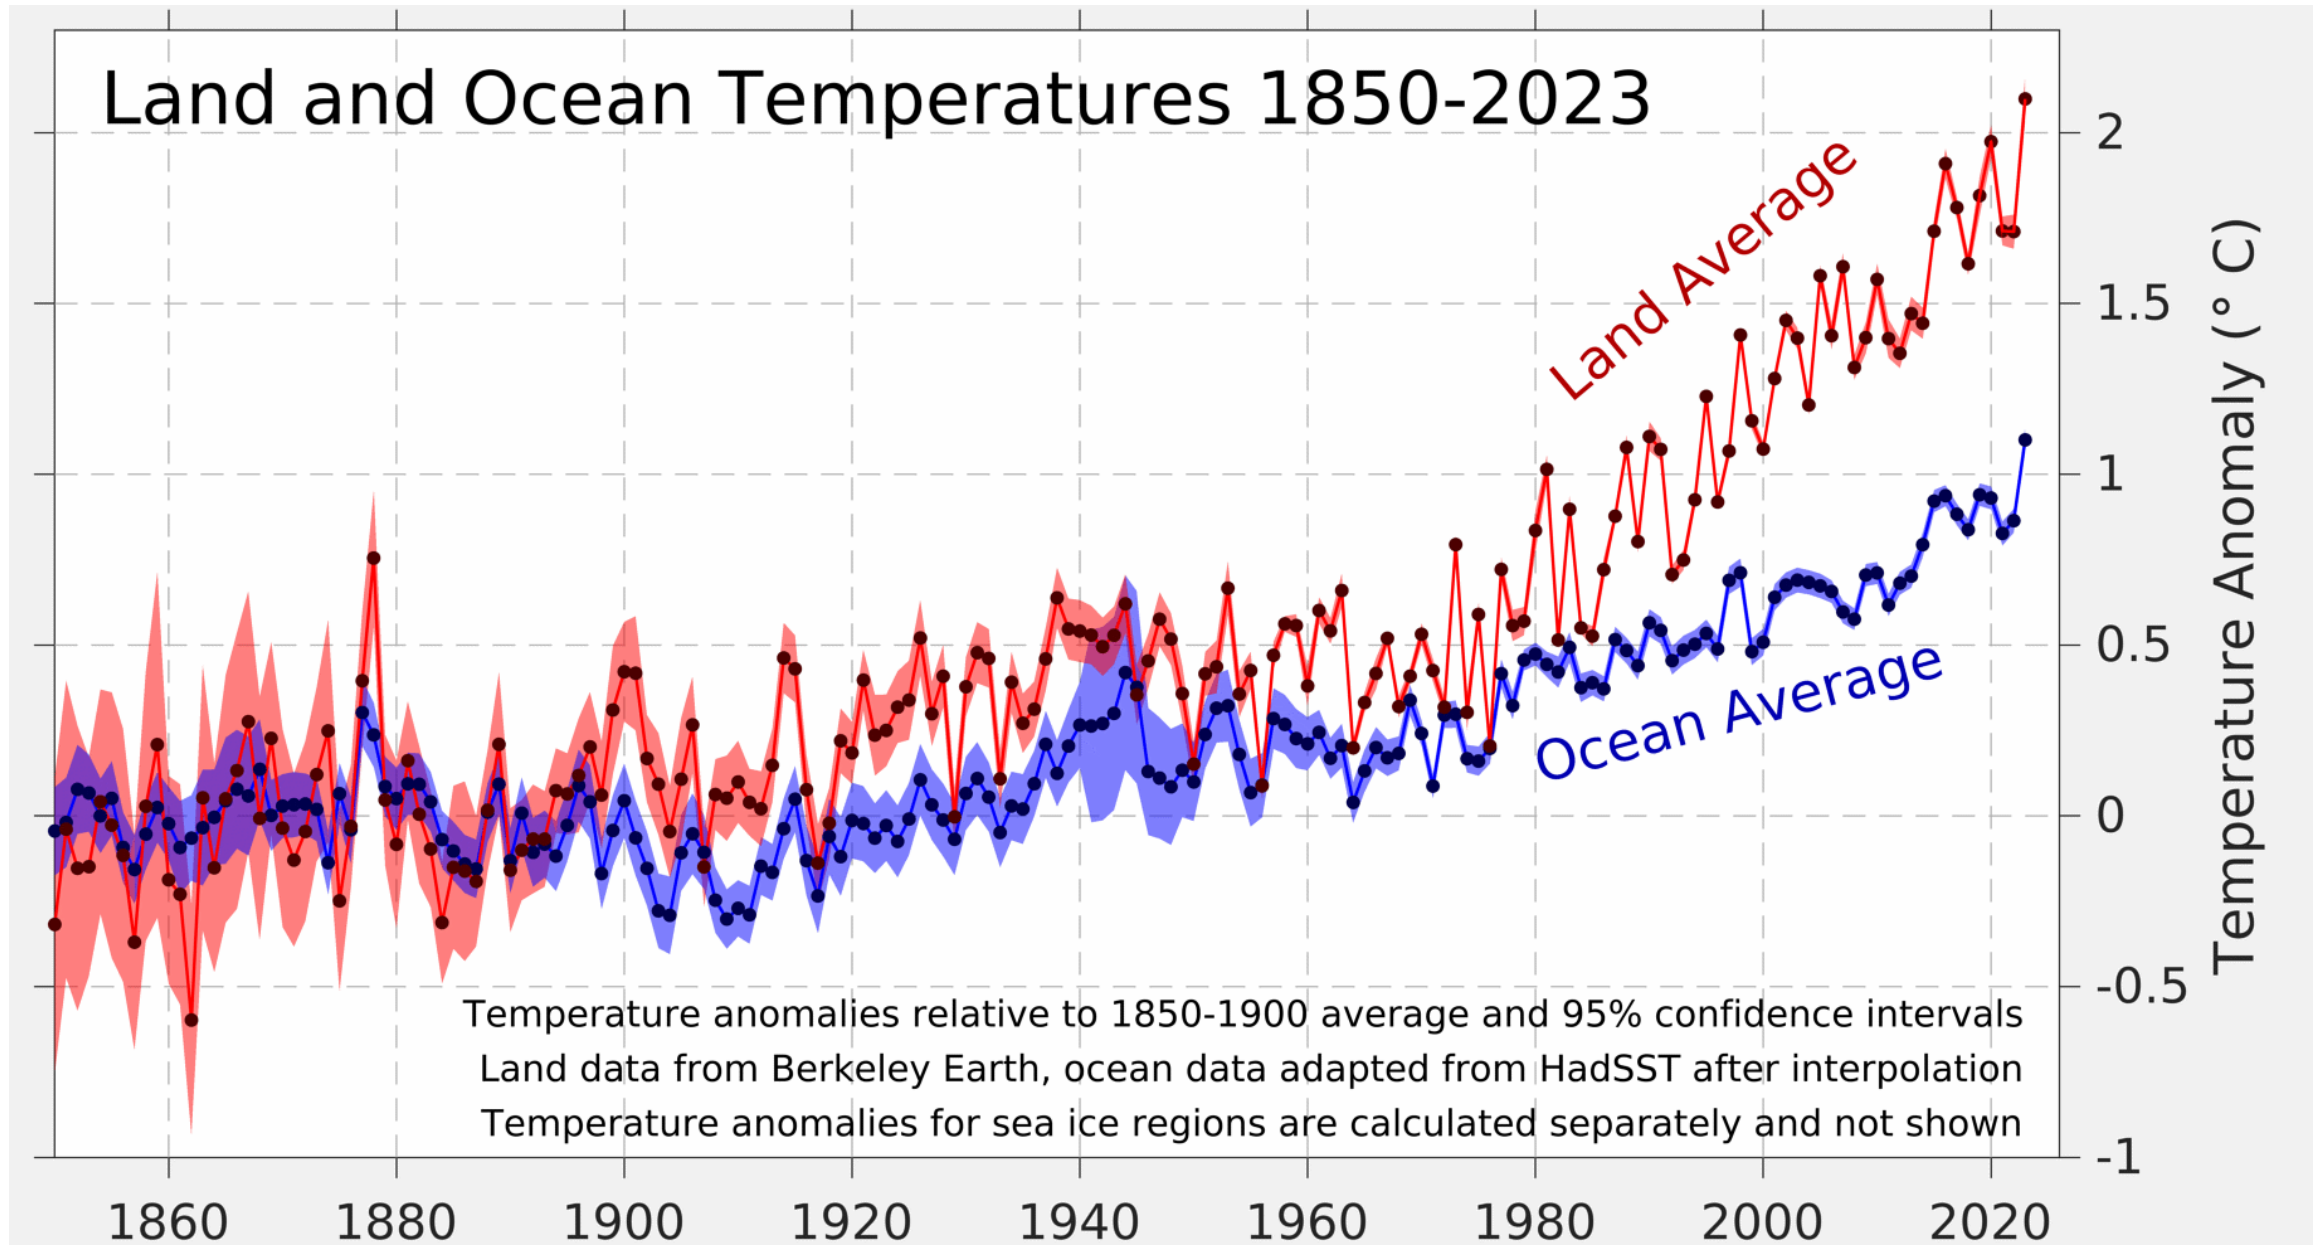 Land and Ocean Temperatures 1850-2023
2
1.5
1
0.5
0
-0.5
-1
Temperature Anomaly (° C)
Land Average
Ocean Average
Temperature anomalies relative to 1850-1900 average and 95% confidence intervals
Land data from Berkeley Earth, ocean data adapted from HadSST after interpolation
Temperature anomalies for sea ice regions are calculated separately and not shown
1860 1880 1900 1920 1940 1960 1980 2000 2020